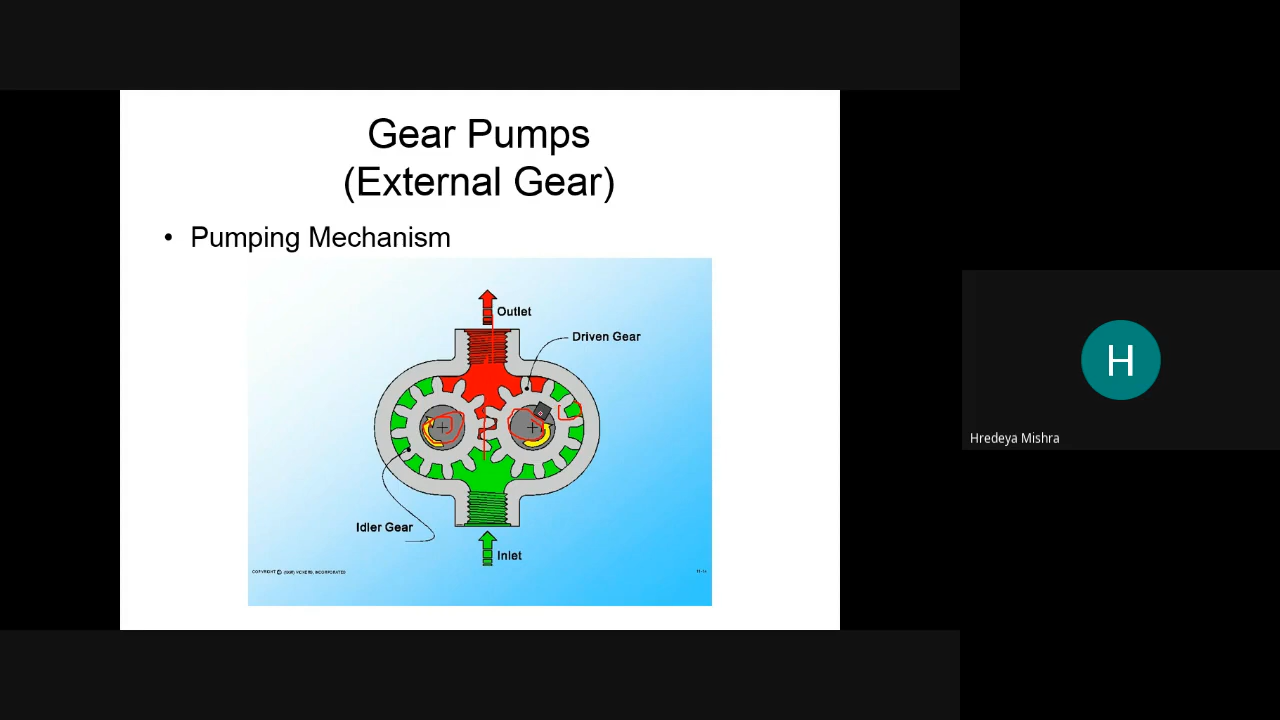 Gear Pumps
(External Gear)
• Pumping Mechanism
Outlet
Driven Gear
Idler Gear
Inlet
H
Hredeya Mishra